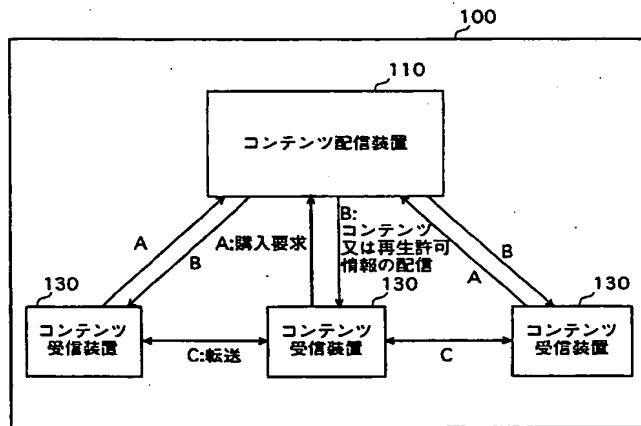 100
110
コンテンツ配信装置
A
B
A:購入要求
B:
コンテンツ
又は再生許可
情報の配信
A
B
130
コンテンツ
受信装置
C:転送
130
コンテンツ
受信装置
C
130
コンテンツ
受信装置